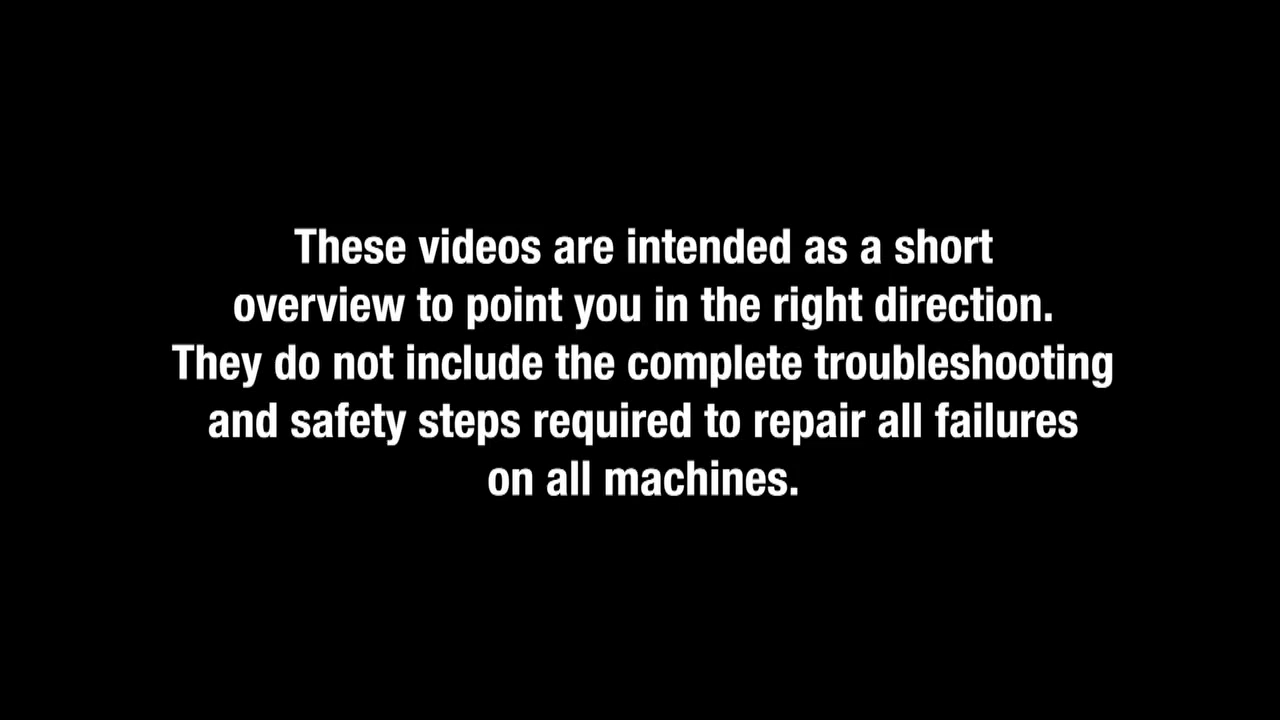 These videos are intended as a short
overview to point you in the right direction.
They do not include the complete troubleshooting
and safety steps required to repair all failures
on all machines.